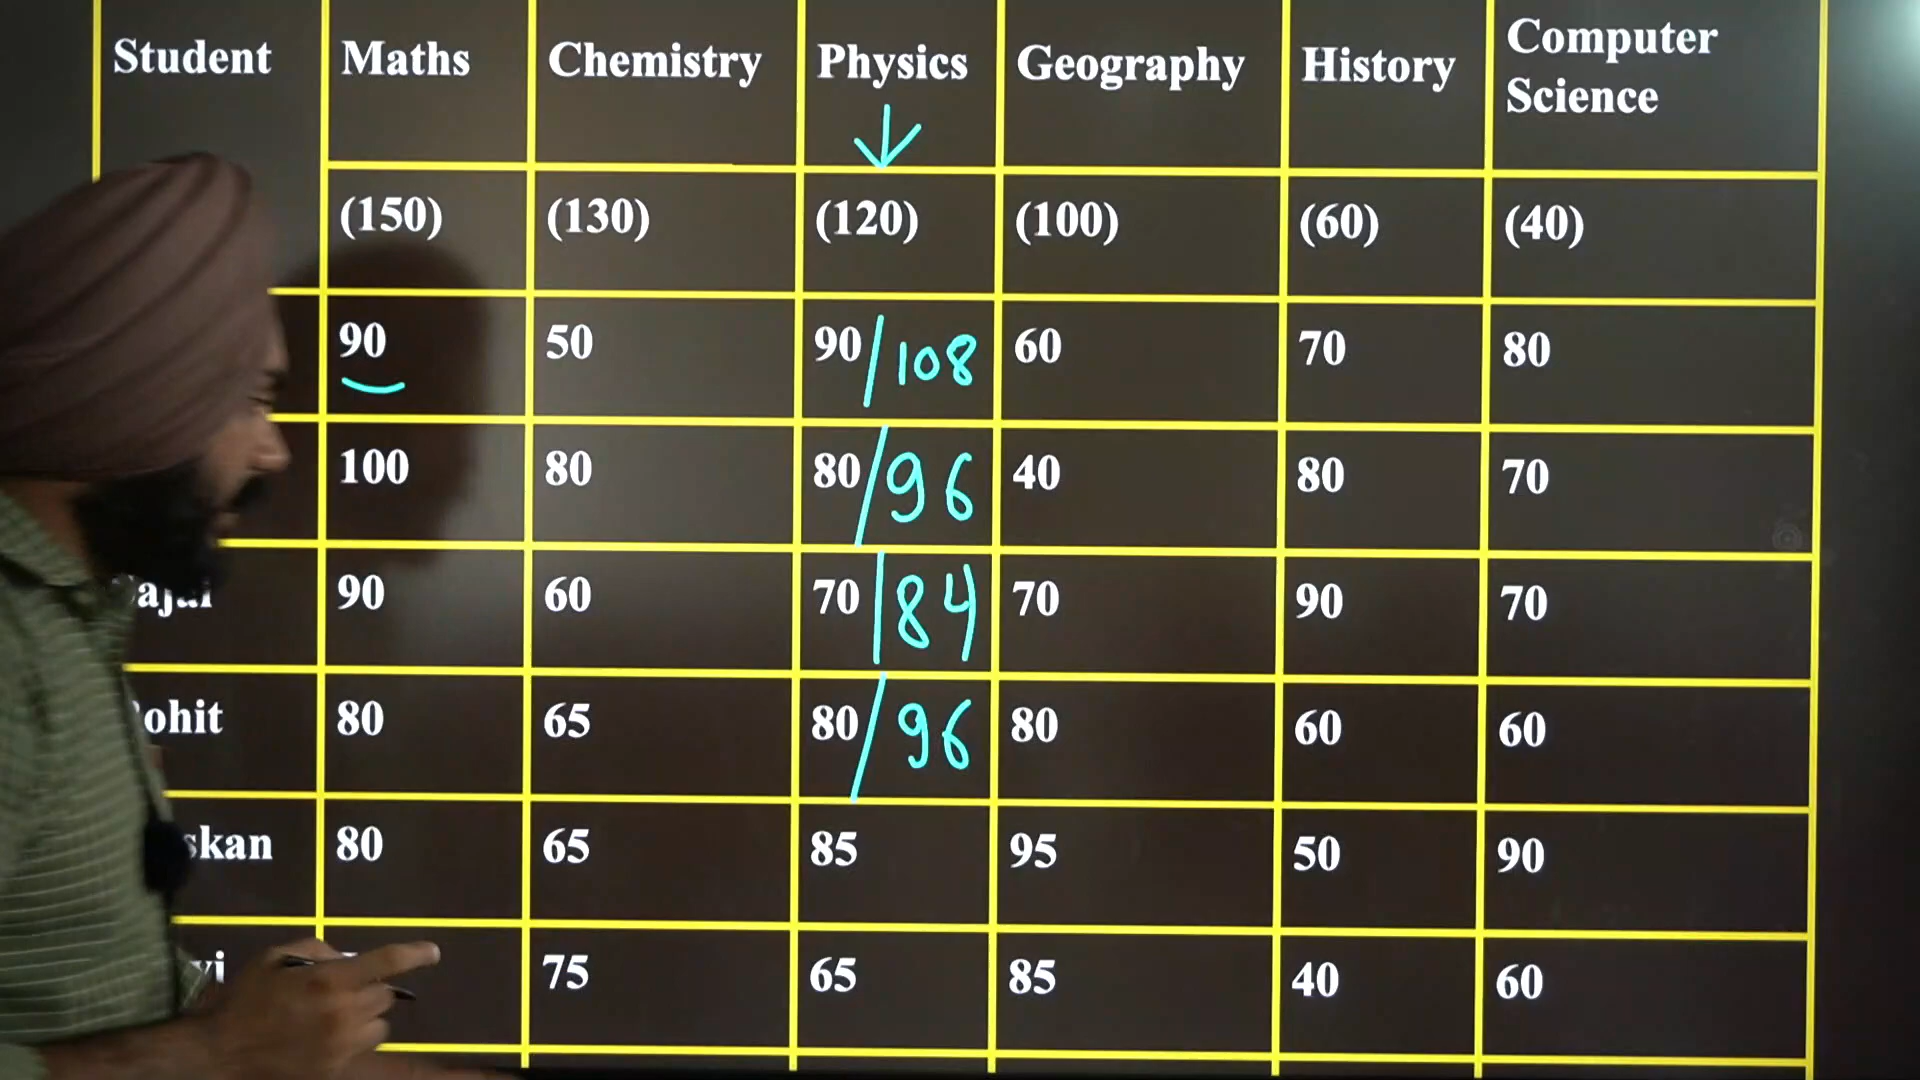 Student Maths Chemistry Physics Geography History Computer Science
(150) (130) (120) (100) (60) (40)
90 50 90/108 60 70 80
100 80 80/96 40 80 70
90 60 70/84 70 90 70
80 65 80/96 80 60 60
80 65 85 95 50 90
75 65 85 40 60